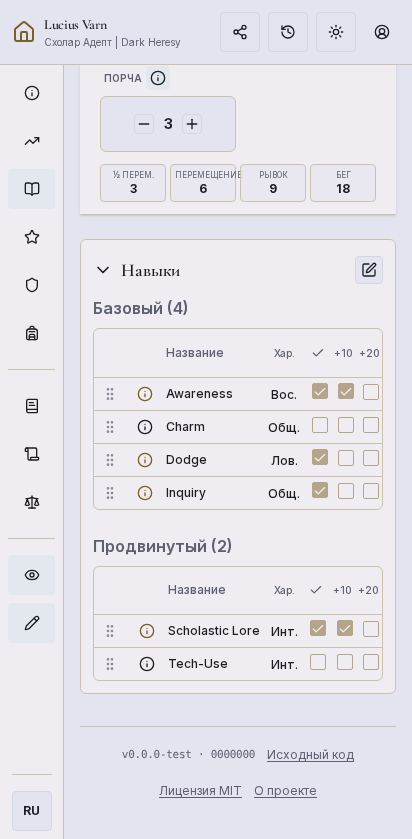 Lucius Varn
Схолар Адепт | Dark Heresy
ПОРЧА
3
½ ПЕРЕМ. ПЕРЕМЕЩЕНИЕ РЫВОК БЕГ
3 6 9 18
Навыки
Базовый (4)
Название Хар. +10 +20
Awareness Вос.
Charm Общ.
Dodge Лов.
Inquiry Общ.
Продвинутый (2)
Название Хар. +10 +20
Scholastic Lore Инт.
Tech-Use Инт.
v0.0.0-test · 0000000 Исходный код
Лицензия MIT О проекте
RU